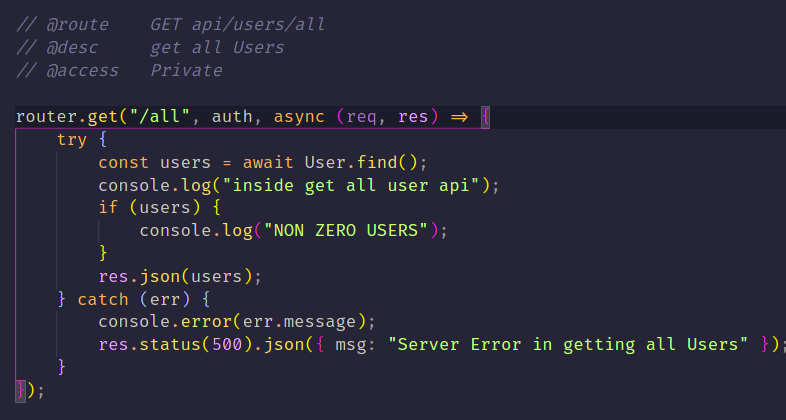 // @route    GET api/users/all
// @desc     get all Users
// @access   Private

router.get("/all", auth, async (req, res) => {
    try {
        const users = await User.find();
        console.log("inside get all user api");
        if (users) {
            console.log("NON ZERO USERS");
        }
        res.json(users);
    } catch (err) {
        console.error(err.message);
        res.status(500).json({ msg: "Server Error in getting all Users" });
    }
});